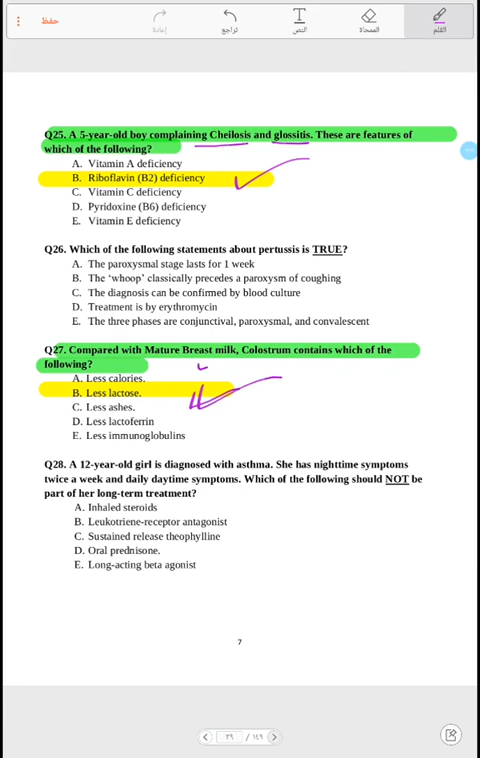 حفظ
إعادة
تراجع
النص
الممحاة
القلم
Q25. A 5-year-old boy complaining Cheilosis and glossitis. These are features of
which of the following?
A. Vitamin A deficiency
B. Riboflavin (B2) deficiency
C. Vitamin C deficiency
D. Pyridoxine (B6) deficiency
E. Vitamin E deficiency
Q26. Which of the following statements about pertussis is TRUE?
A. The paroxysmal stage lasts for 1 week
B. The ‘whoop’ classically precedes a paroxysm of coughing
C. The diagnosis can be confirmed by blood culture
D. Treatment is by erythromycin
E. The three phases are conjunctival, paroxysmal, and convalescent
Q27. Compared with Mature Breast milk, Colostrum contains which of the
following?
A. Less calories.
B. Less lactose.
C. Less ashes.
D. Less lactoferrin
E. Less immunoglobulins
Q28. A 12-year-old girl is diagnosed with asthma. She has nighttime symptoms
twice a week and daily daytime symptoms. Which of the following should NOT be
part of her long-term treatment?
A. Inhaled steroids
B. Leukotriene-receptor antagonist
C. Sustained release theophylline
D. Oral prednisone.
E. Long-acting beta agonist
7
٣٩ / ١٤٩